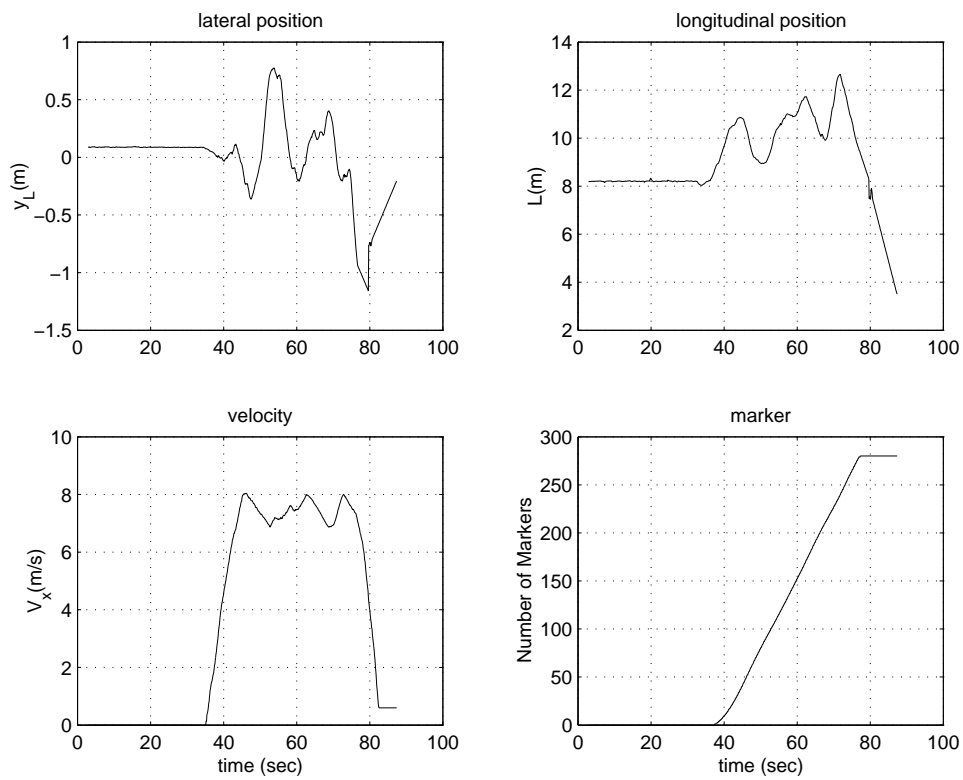 lateral position
1
0.5
0
−0.5
−1
−1.5
y_L(m)
0 20 40 60 80 100
longitudinal position
14
12
10
8
6
4
2
L(m)
0 20 40 60 80 100
velocity
10
8
6
4
2
0
V_x(m/s)
0 20 40 60 80 100
time (sec)
marker
300
250
200
150
100
50
0
Number of Markers
0 20 40 60 80 100
time (sec)